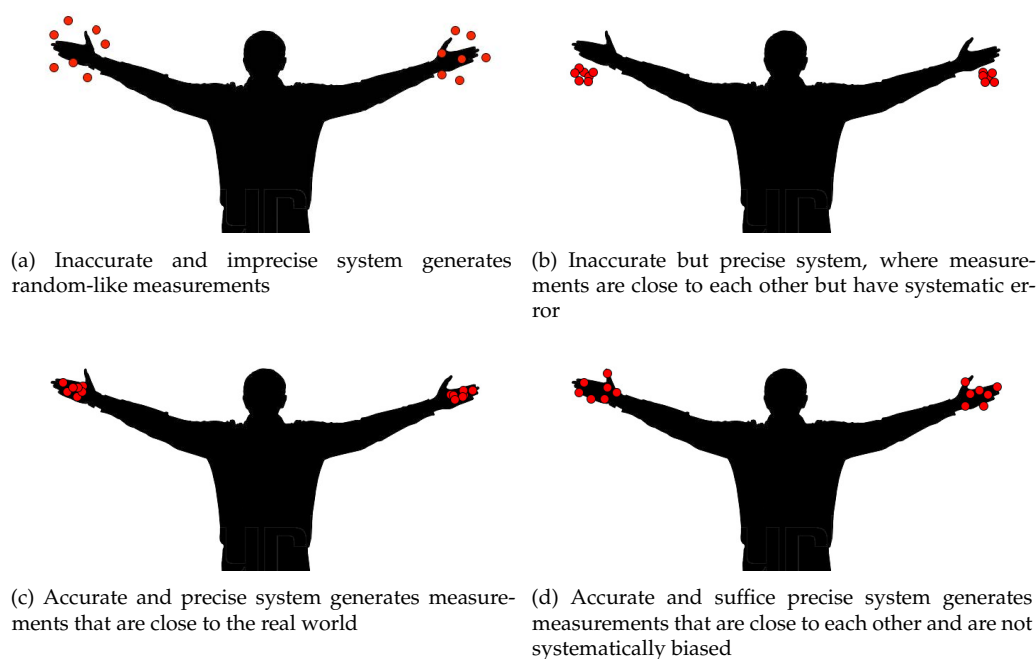 (a) Inaccurate and imprecise system generates
random-like measurements
(b) Inaccurate but precise system, where measure-
ments are close to each other but have systematic er-
ror
(c) Accurate and precise system generates measure-
ments that are close to the real world
(d) Accurate and suffice precise system generates
measurements that are close to each other and are not
systematically biased